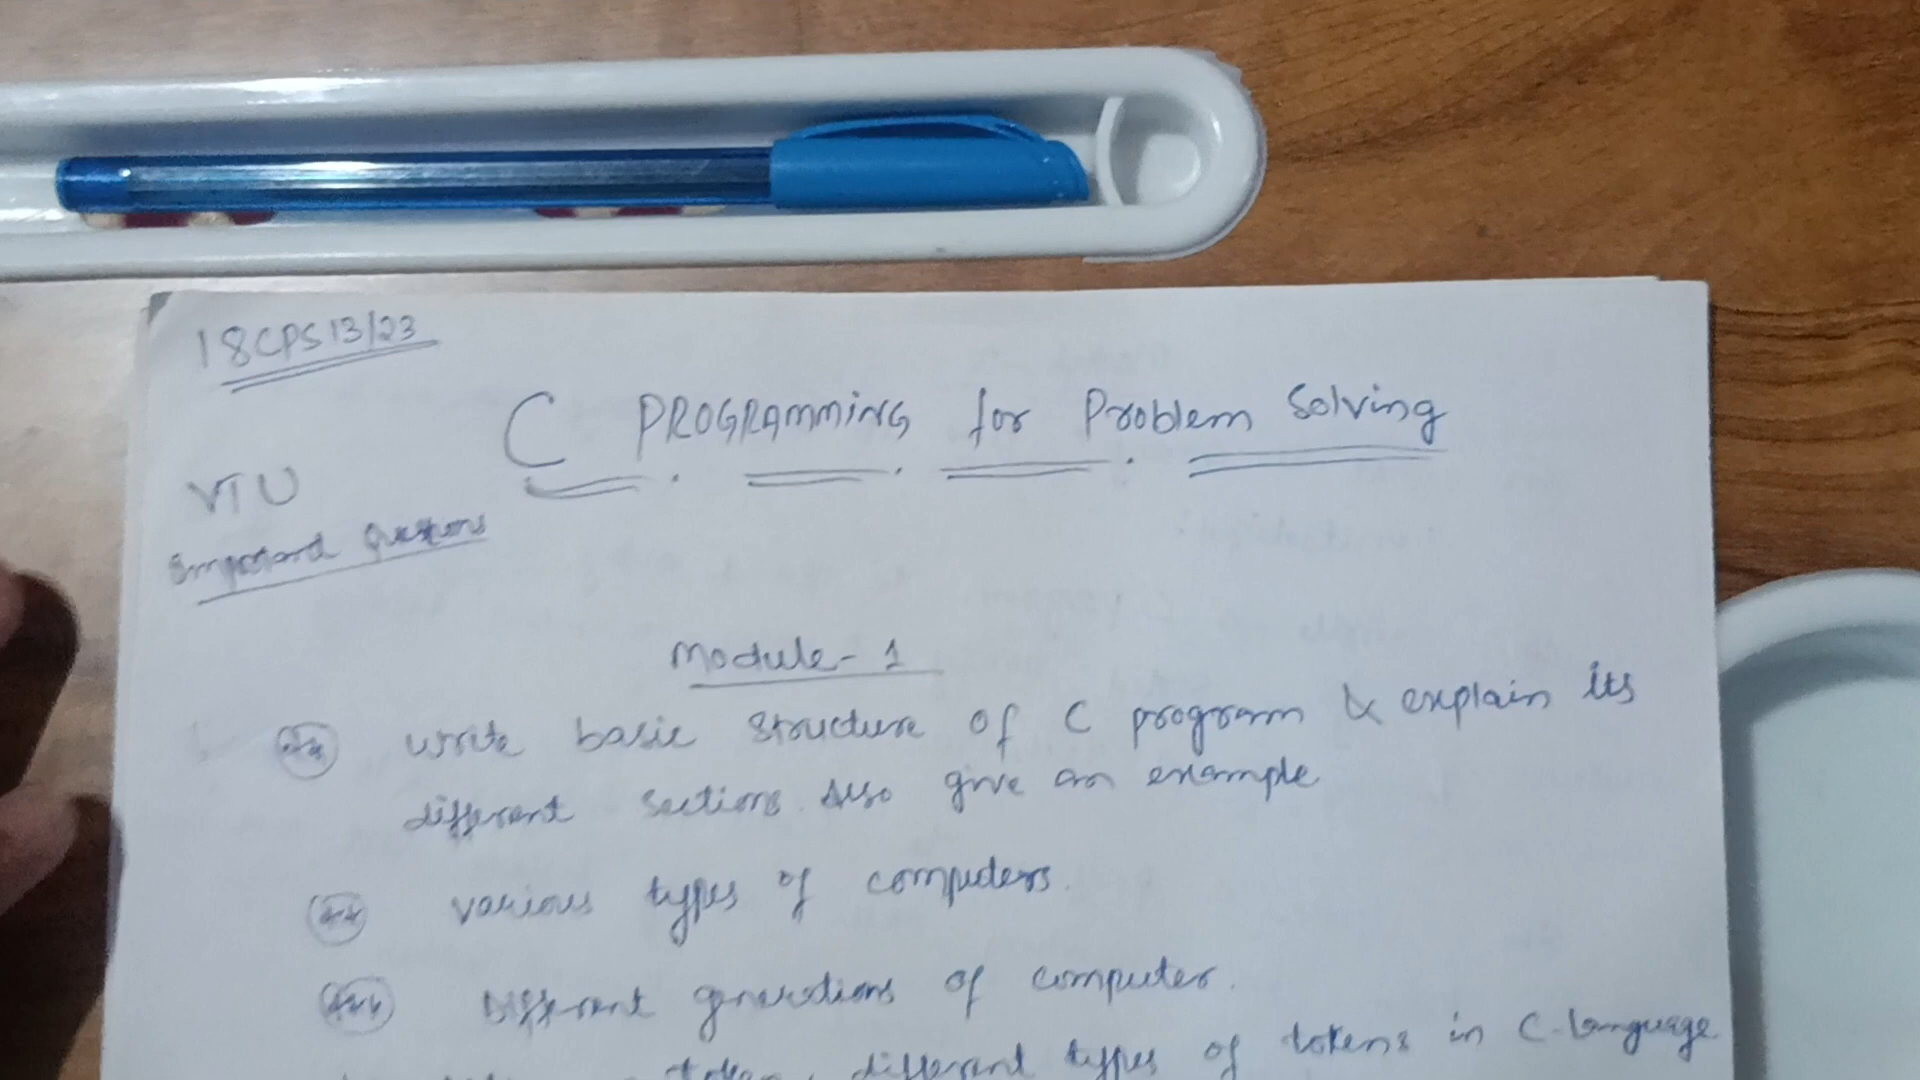 18CPS13/23
C PROGRAMMING for Problem Solving
VTU
Important Questions
Module-1
** write basic structure of C program & explain its
different sections. Also give an example
** various types of computers.
*** Different generations of computer.
token, different types of tokens in C-language